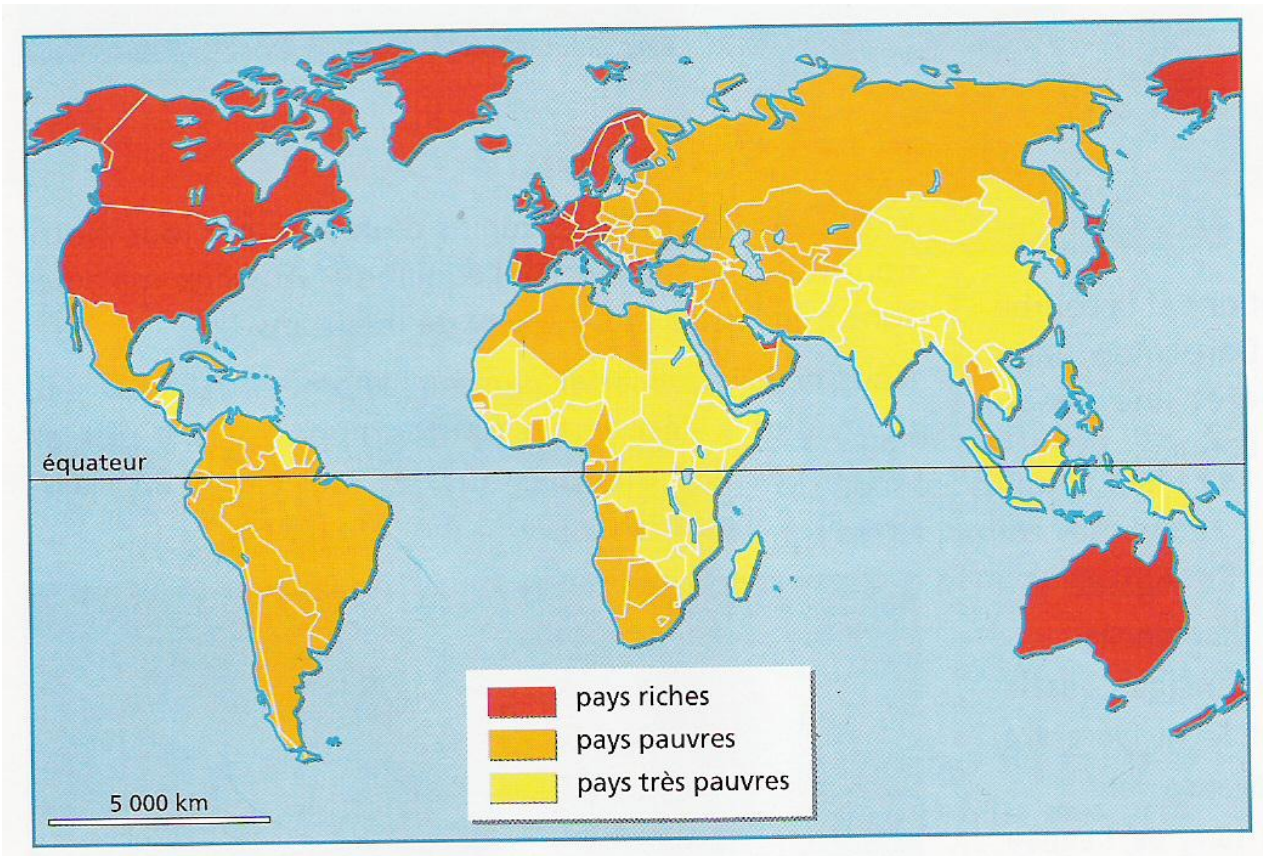 équateur
pays riches
pays pauvres
pays très pauvres
5 000 km